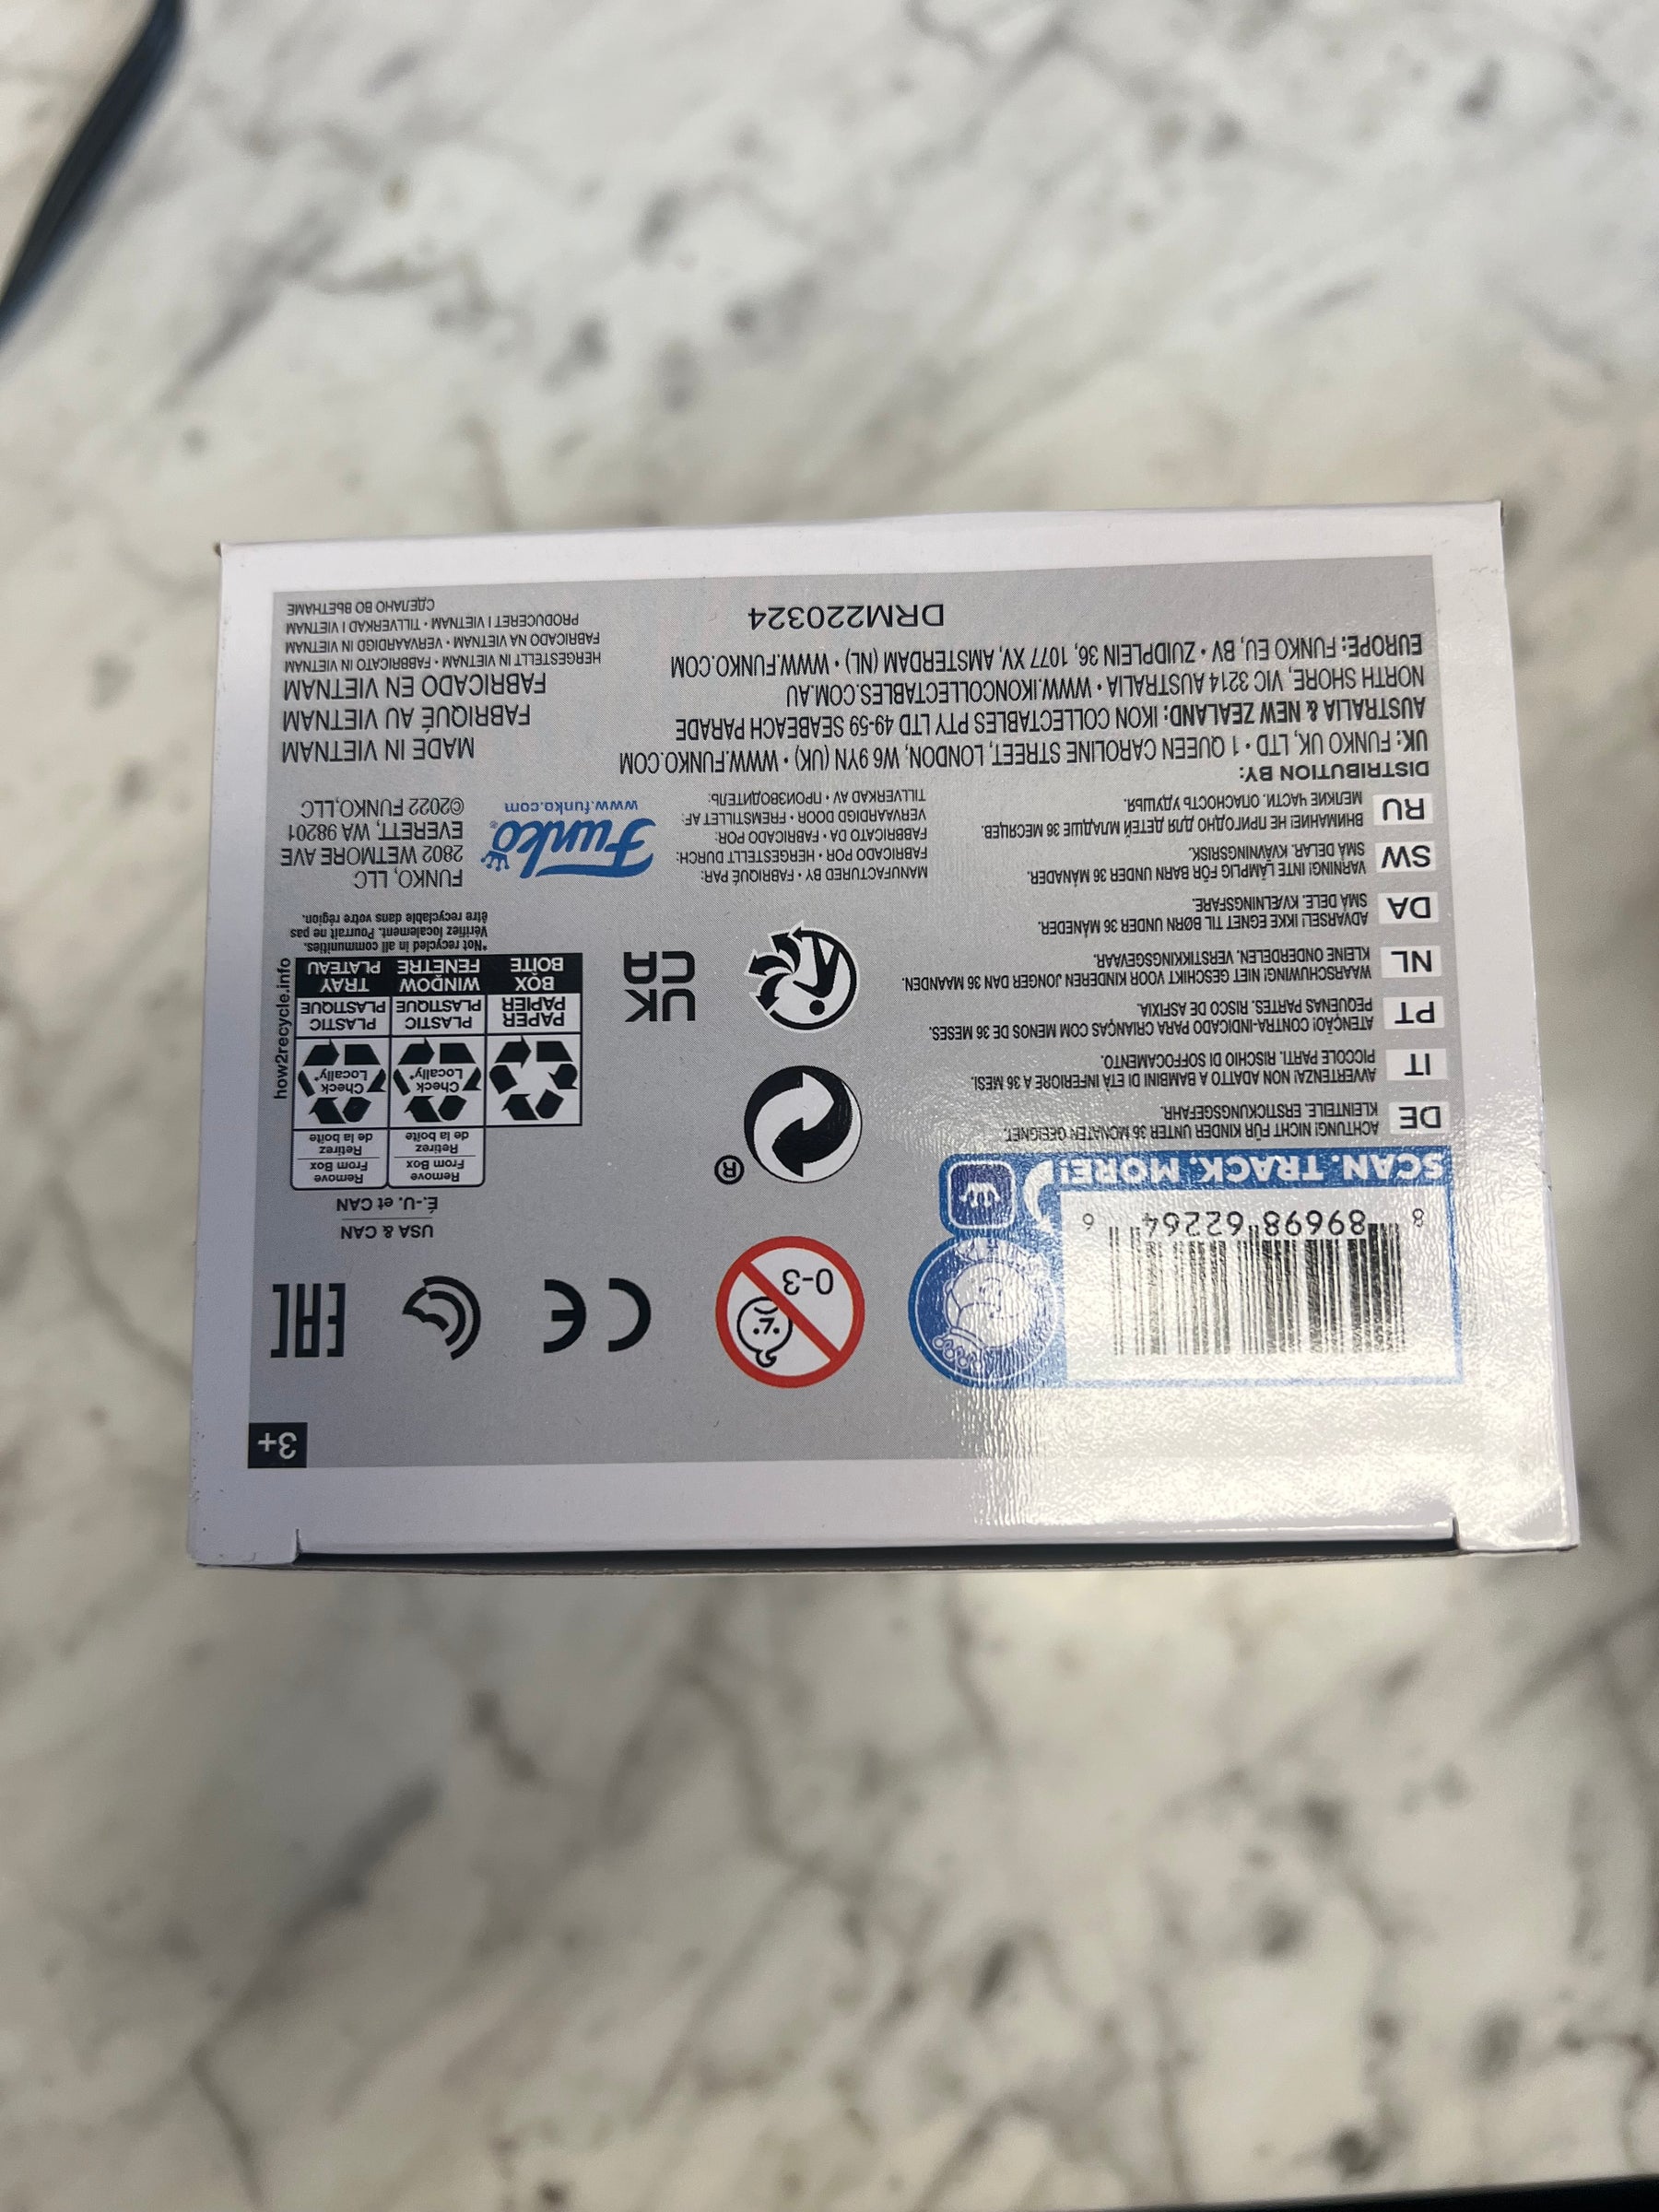 8 89698 62264 6
SCAN. TRACK. MORE!
0-3
CE
EAC
3+
DE
ACHTUNG! NICHT FÜR KINDER UNTER 36 MONATEN GEEIGNET.
KLEINTEILE. ERSTICKUNGSGEFAHR.
IT
AVVERTENZA! NON ADATTO A BAMBINI DI ETÀ INFERIORE A 36 MESI.
PICCOLE PARTI. RISCHIO DI SOFFOCAMENTO.
PT
ATENÇÃO! CONTRA-INDICADO PARA CRIANÇAS COM MENOS DE 36 MESES.
PEQUENAS PARTES. RISCO DE ASFIXIA.
NL
WAARSCHUWING! NIET GESCHIKT VOOR KINDEREN JONGER DAN 36 MAANDEN.
KLEINE ONDERDELEN. VERSTIKKINGSGEVAAR.
DA
ADVARSEL! IKKE EGNET TIL BØRN UNDER 36 MÅNEDER.
SMÅ DELE. KVÆLNINGSFARE.
SW
VARNING! INTE LÄMPLIG FÖR BARN UNDER 36 MÅNADER.
SMÅ DELAR. KVÄVNINGSRISK.
RU
ВНИМАНИЕ! НЕ ПРИГОДНО ДЛЯ ДЕТЕЙ МЛАДШЕ 36 МЕСЯЦЕВ.
МЕЛКИЕ ЧАСТИ. ОПАСНОСТЬ УДУШЬЯ.
®
UK
CA
USA & CAN
É.-U. et CAN
Remove
From Box
Retirez
de la boîte
Remove
From Box
Retirez
de la boîte
Check
Locally*
Check
Locally*
PAPER
PAPIER
BOX
BOÎTE
PLASTIC
PLASTIQUE
WINDOW
FENÊTRE
PLASTIC
PLASTIQUE
TRAY
PLATEAU
how2recycle.info
*Not recycled in all communities.
Vérifiez localement. Pourrait ne pas
être recyclable dans votre région.
MANUFACTURED BY • FABRIQUÉ PAR:
FABRICADO POR • HERGESTELLT DURCH:
FABBRICATO DA • FABRICADO POR:
VERVAARDIGD DOOR • FREMSTILLET AF:
TILLVERKAD AV • ПРОИЗВОДИТЕЛЬ:
Funko®
www.funko.com
FUNKO, LLC
2802 WETMORE AVE
EVERETT, WA 98201
©2022 FUNKO,LLC
DISTRIBUTION BY:
UK: FUNKO UK, LTD • 1 QUEEN CAROLINE STREET, LONDON, W6 9YN (UK) • WWW.FUNKO.COM
AUSTRALIA & NEW ZEALAND: IKON COLLECTABLES PTY LTD 49-59 SEABEACH PARADE
NORTH SHORE, VIC 3214 AUSTRALIA • WWW.IKONCOLLECTABLES.COM.AU
EUROPE: FUNKO EU, BV • ZUIDPLEIN 36, 1077 XV, AMSTERDAM (NL) • WWW.FUNKO.COM
DRM220324
MADE IN VIETNAM
FABRIQUÉ AU VIETNAM
FABRICADO EN VIETNAM
HERGESTELLT IN VIETNAM • FABBRICATO IN VIETNAM
FABRICADO NA VIETNAM • VERVAARDIGD IN VIETNAM
PRODUCERET I VIETNAM • TILLVERKAD I VIETNAM
СДЕЛАНО ВО ВЬЕТНАМЕ